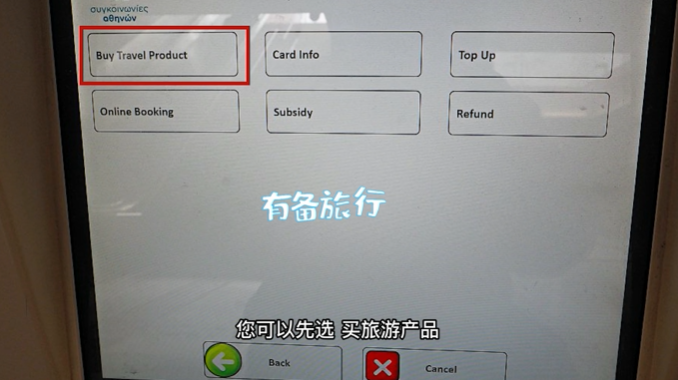 συγκοινωνίες
αθηνών
Buy Travel Product
Card Info
Top Up
Online Booking
Subsidy
Refund
有备旅行
您可以先选 买旅游产品
Back
Cancel